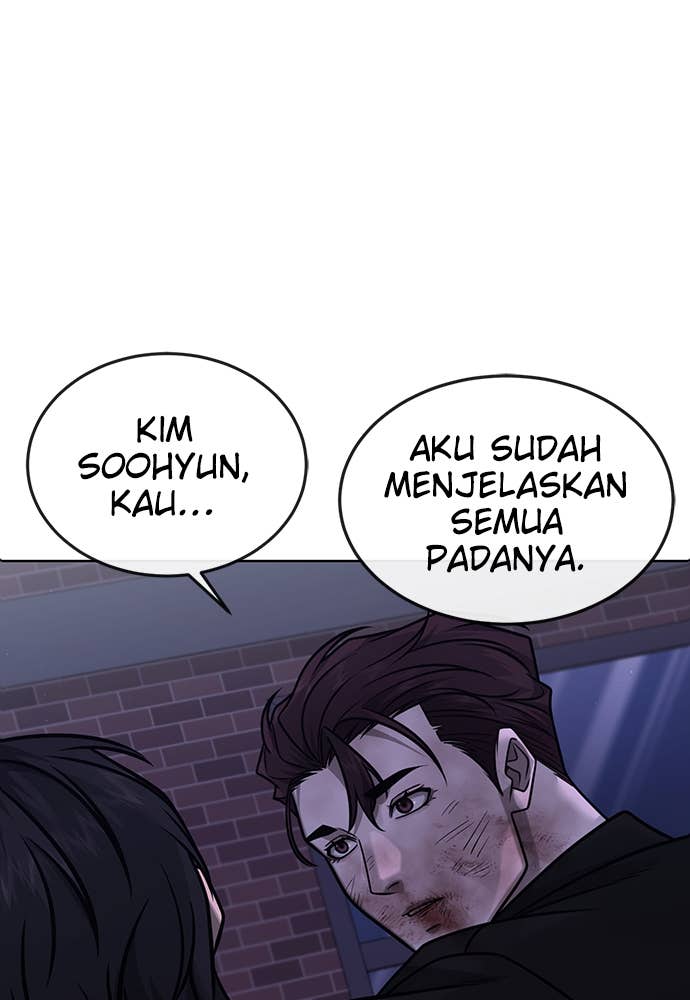 KIM
SOOHYUN,
KAU...
AKU SUDAH
MENJELASKAN
SEMUA
PADANYA.